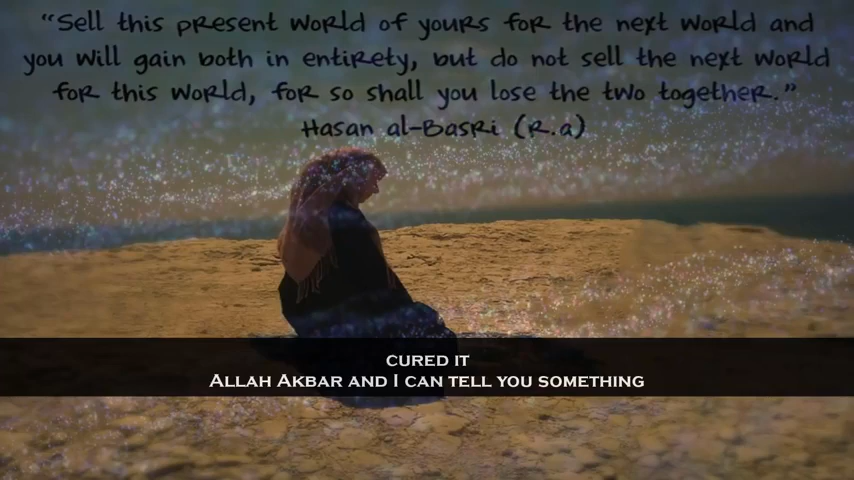 “Sell this present world of yours for the next world and
you will gain both in entirety, but do not sell the next world
for this world, for so shall you lose the two together.”
Hasan al-Basri (R.a)
CURED IT
ALLAH AKBAR AND I CAN TELL YOU SOMETHING